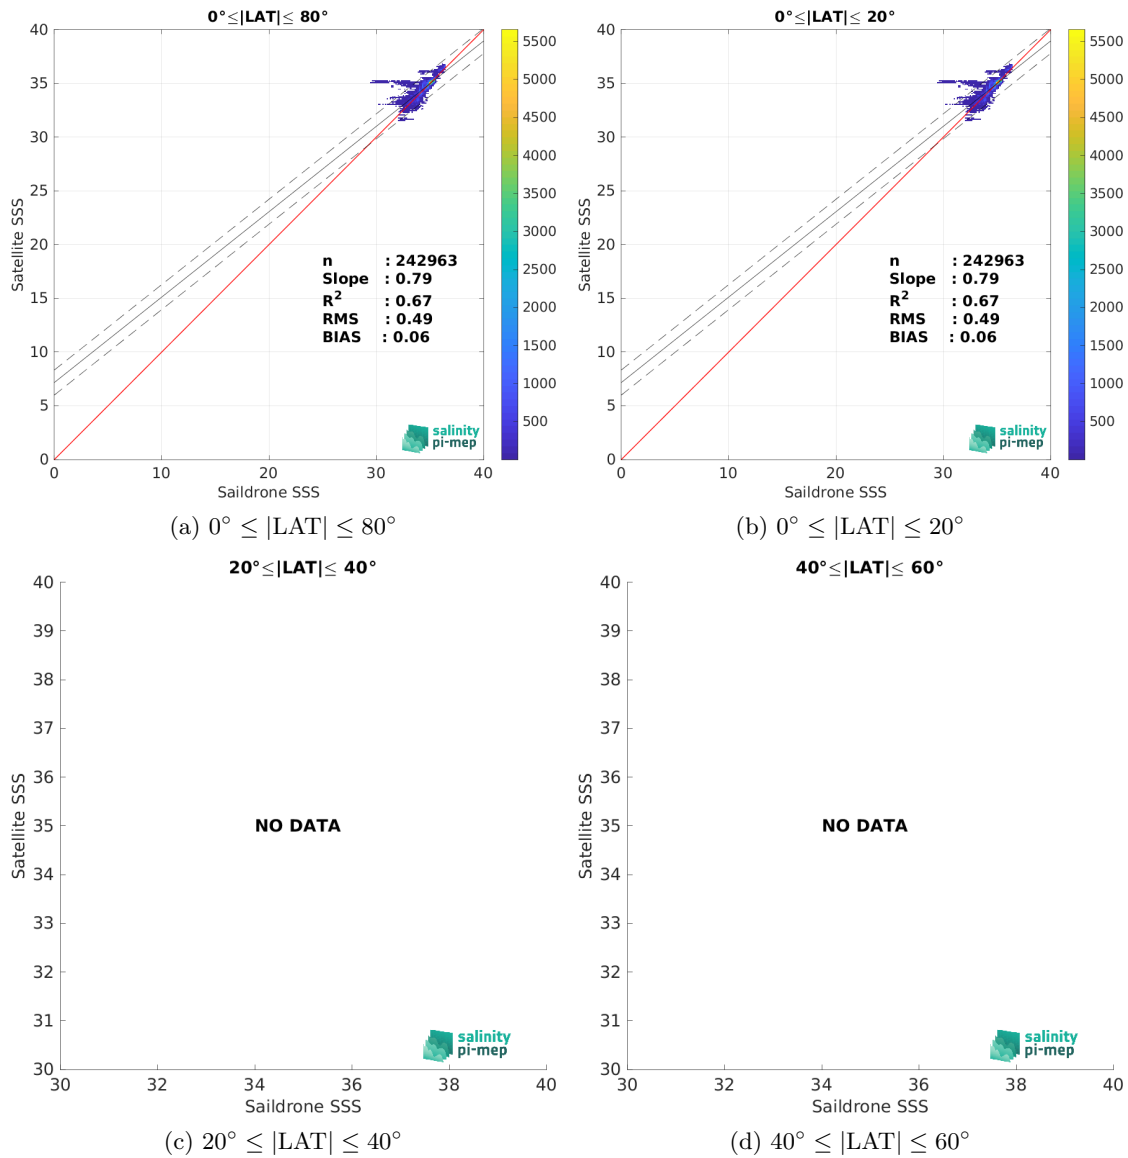 0°≤|LAT|≤ 80°
40
35
30
25
20
15
10
5
0
Satellite SSS
n : 242963
Slope : 0.79
R² : 0.67
RMS : 0.49
BIAS : 0.06
salinity
pi-mep
0 10 20 30 40
Saildrone SSS
5500
5000
4500
4000
3500
3000
2500
2000
1500
1000
500
(a) 0° ≤ |LAT| ≤ 80°
0°≤|LAT|≤ 20°
40
35
30
25
20
15
10
5
0
Satellite SSS
n : 242963
Slope : 0.79
R² : 0.67
RMS : 0.49
BIAS : 0.06
salinity
pi-mep
0 10 20 30 40
Saildrone SSS
5500
5000
4500
4000
3500
3000
2500
2000
1500
1000
500
(b) 0° ≤ |LAT| ≤ 20°
20°≤|LAT|≤ 40°
40
39
38
37
36
35
34
33
32
31
30
Satellite SSS
NO DATA
salinity
pi-mep
30 32 34 36 38 40
Saildrone SSS
(c) 20° ≤ |LAT| ≤ 40°
40°≤|LAT|≤ 60°
40
39
38
37
36
35
34
33
32
31
30
Satellite SSS
NO DATA
salinity
pi-mep
30 32 34 36 38 40
Saildrone SSS
(d) 40° ≤ |LAT| ≤ 60°